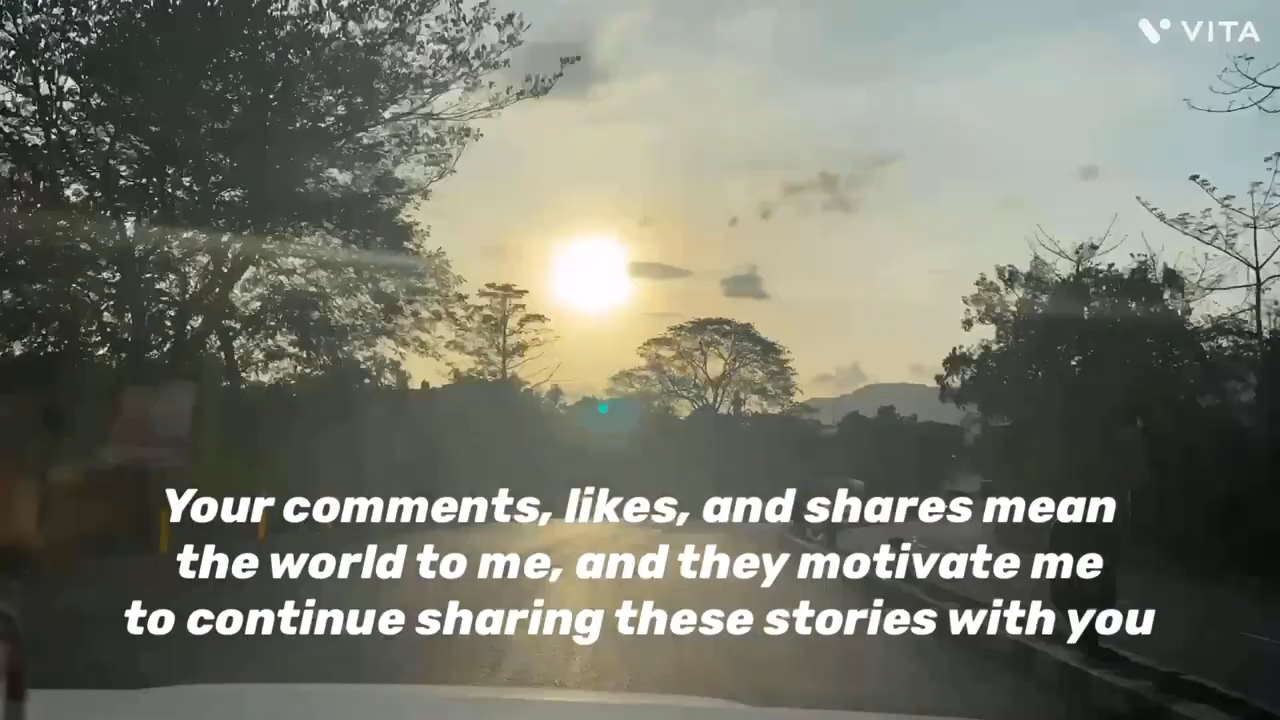 VITA
Your comments, likes, and shares mean
the world to me, and they motivate me
to continue sharing these stories with you